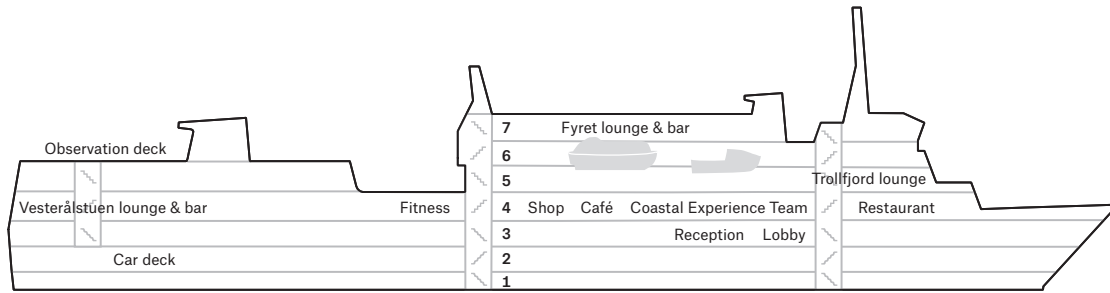 7 Fyret lounge & bar
Observation deck
6
5 Trollfjord lounge
Vesterålstuen lounge & bar Fitness 4 Shop Café Coastal Experience Team Restaurant
3 Reception Lobby
Car deck 2
1